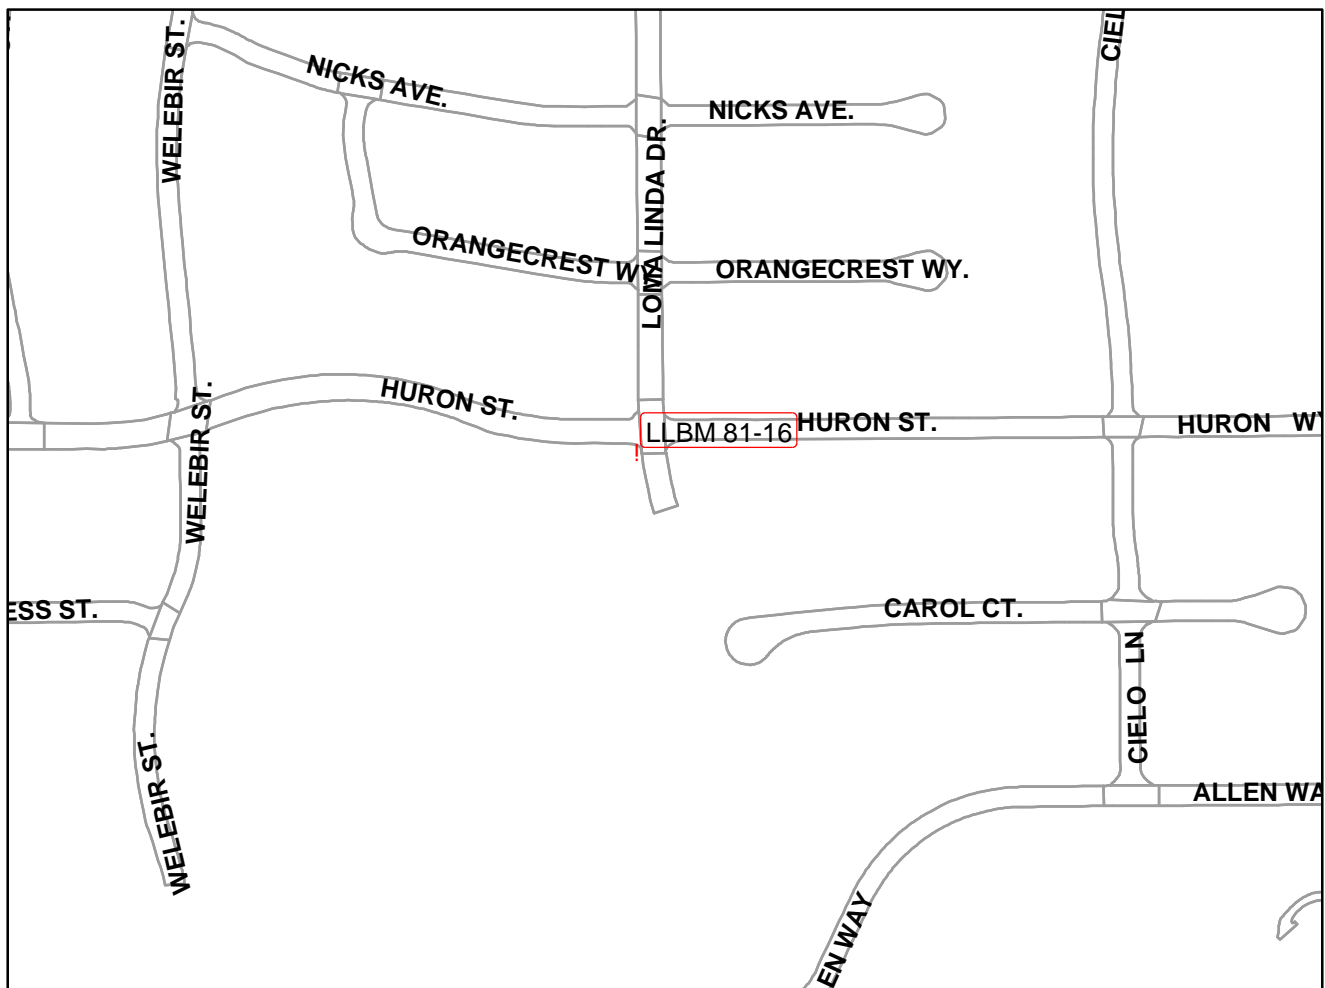 WELEBIR ST.
CIEL
NICKS AVE.
NICKS AVE.
LOMA LINDA DR.
ORANGECREST WY.
ORANGECREST WY.
HURON ST.
WELEBIR ST.
LLBM 81-16
!
HURON ST.
HURON WY
ESS ST.
CAROL CT.
CIELO LN
WELEBIR ST.
ALLEN WA
EN WAY